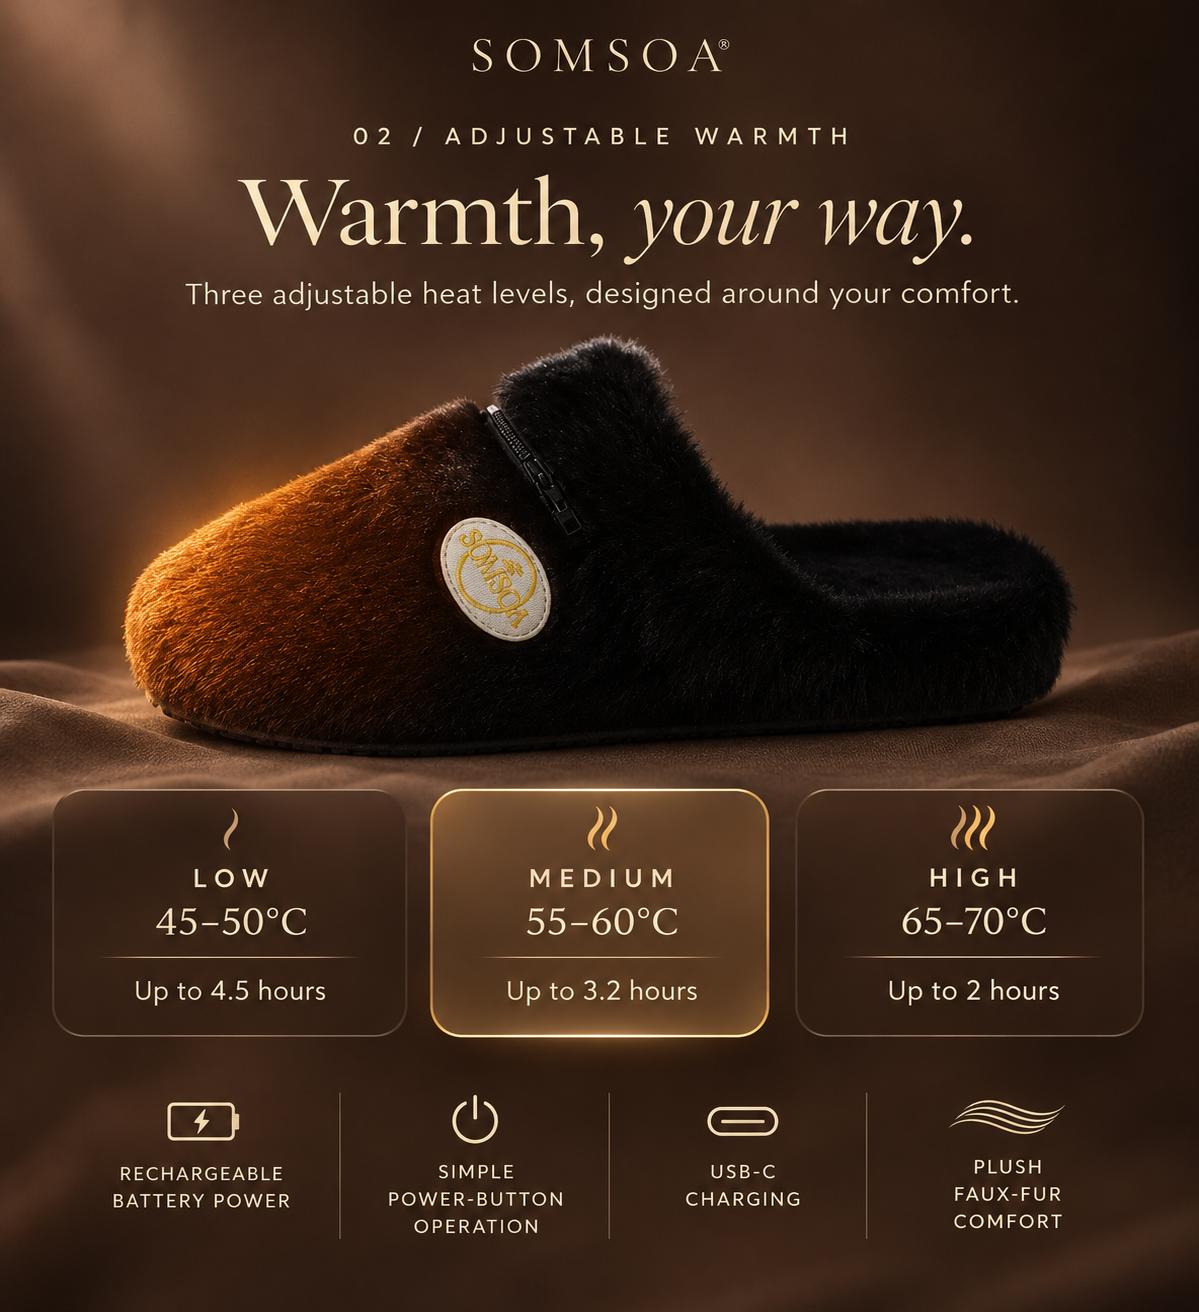 SOMSOA®
02 / ADJUSTABLE WARMTH
Warmth, your way.
Three adjustable heat levels, designed around your comfort.
SOMSOA
LOW
45–50°C
Up to 4.5 hours
MEDIUM
55–60°C
Up to 3.2 hours
HIGH
65–70°C
Up to 2 hours
RECHARGEABLE
BATTERY POWER
SIMPLE
POWER-BUTTON
OPERATION
USB-C
CHARGING
PLUSH
FAUX-FUR
COMFORT